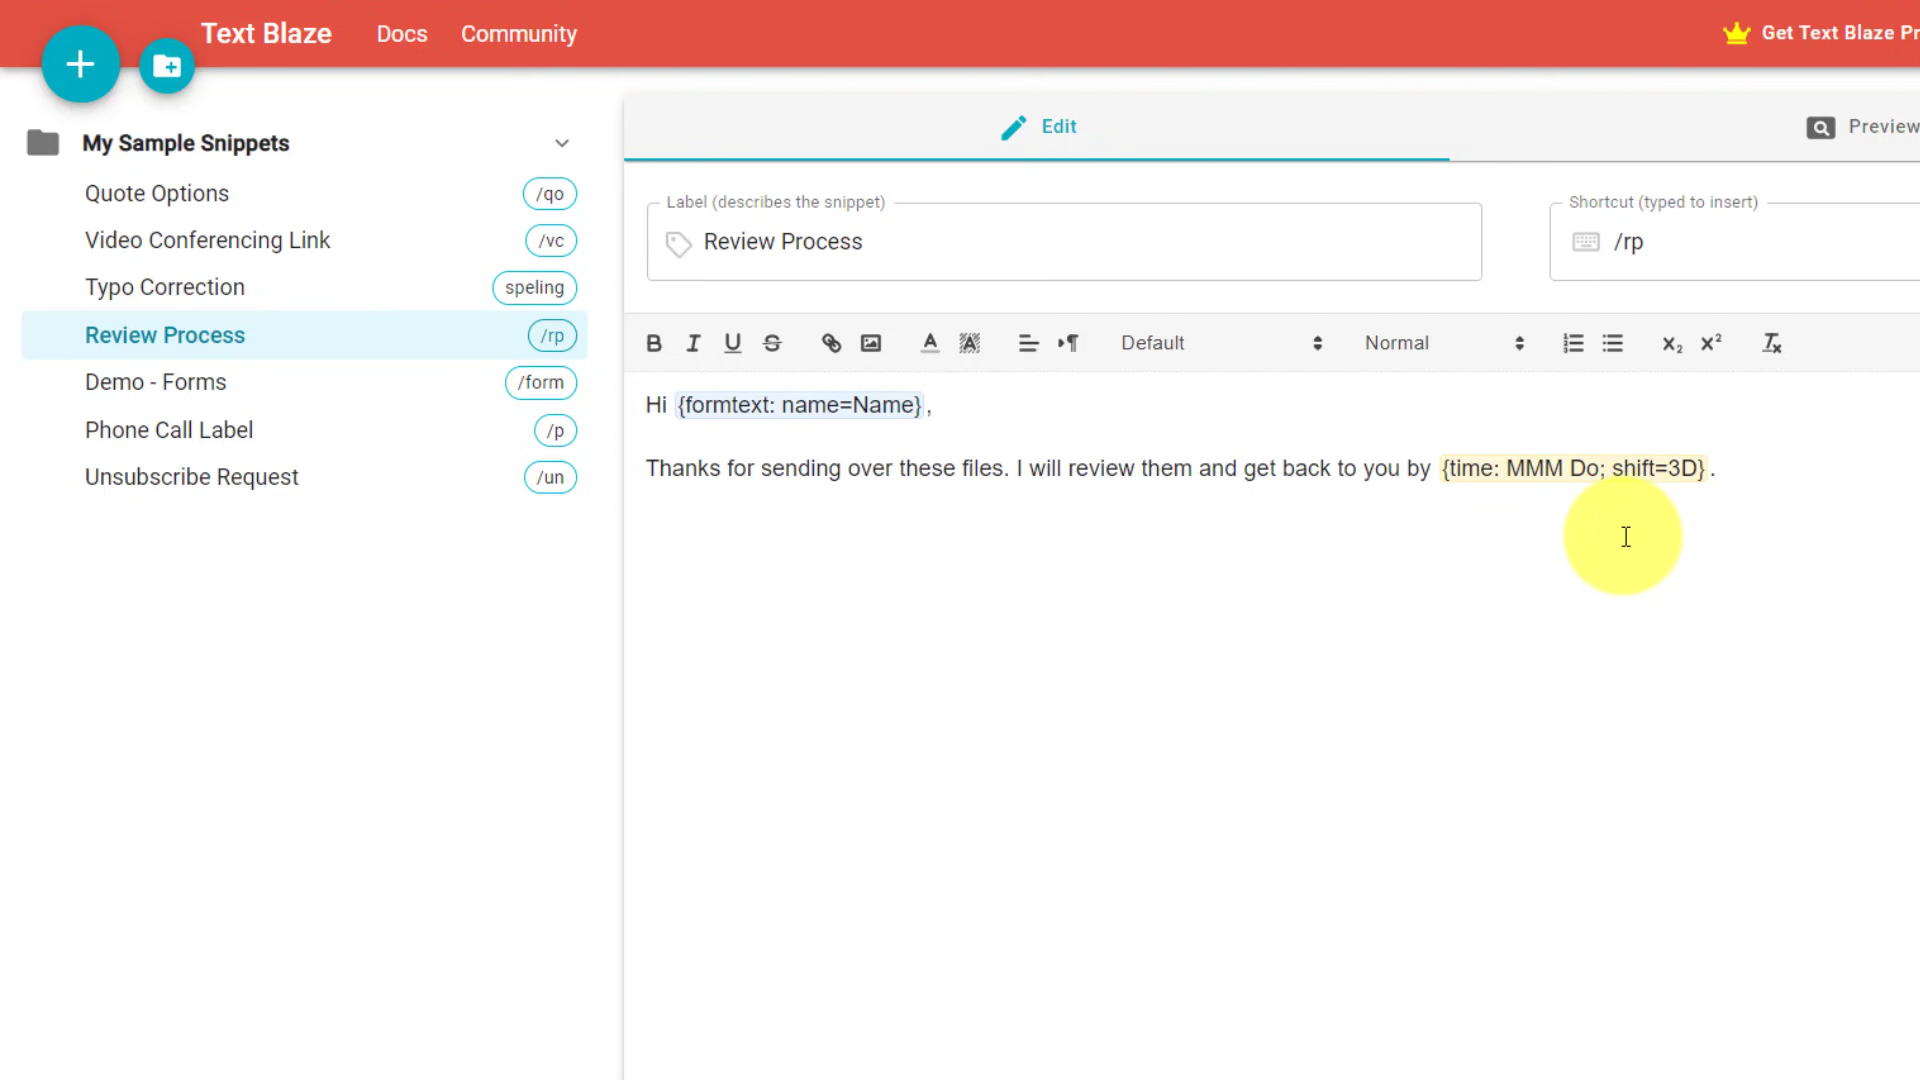 Text Blaze Docs Community Get Text Blaze Pr
My Sample Snippets
Quote Options /qo
Video Conferencing Link /vc
Typo Correction speling
Review Process /rp
Demo - Forms /form
Phone Call Label /p
Unsubscribe Request /un
Edit Preview
Label (describes the snippet) Shortcut (typed to insert)
Review Process /rp
Default Normal
Hi {formtext: name=Name},
Thanks for sending over these files. I will review them and get back to you by {time: MMM Do; shift=3D}.